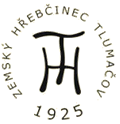 ZEMSKÝ HŘEBČINEC TLUMAČOV
TH
1925